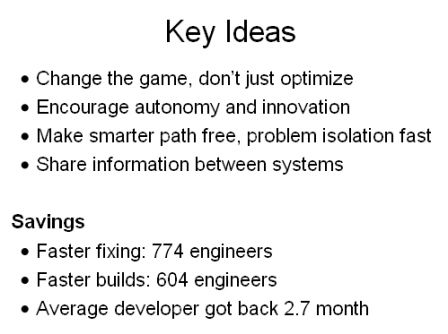 Key Ideas
• Change the game, don't just optimize
• Encourage autonomy and innovation
• Make smarter path free, problem isolation fast
• Share information between systems
Savings
• Faster fixing: 774 engineers
• Faster builds: 604 engineers
• Average developer got back 2.7 month